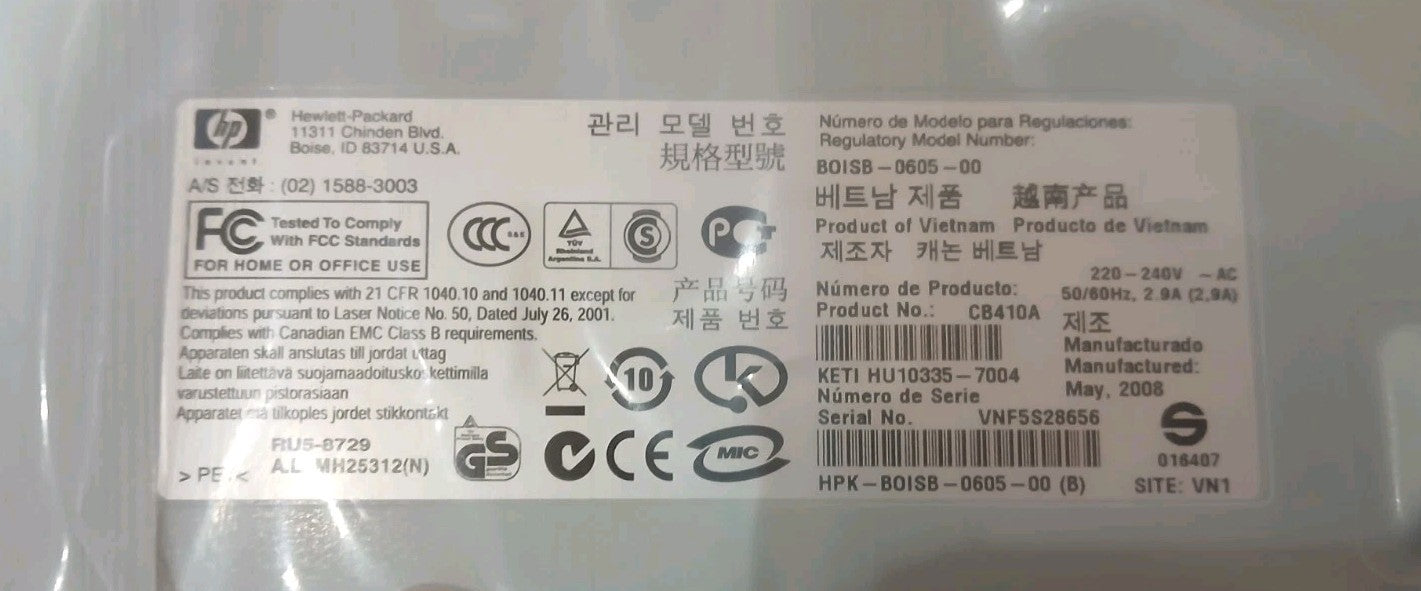 hp ®
invent
Hewlett-Packard
11311 Chinden Blvd.
Boise, ID 83714 U.S.A.
A/S 전화 : (02) 1588-3003
FC Tested To Comply
With FCC Standards
FOR HOME OR OFFICE USE
CCC S&E
TÜV
Rheinland
Argentina S.A.
S
관리 모델 번호
規格型號
This product complies with 21 CFR 1040.10 and 1040.11 except for
deviations pursuant to Laser Notice No. 50, Dated July 26, 2001.
Complies with Canadian EMC Class B requirements.
Apparaten skall anslutas till jordat uttag
Laite on liitettävä suojamaadoituskoskettimilla
varustettuun pistorasiaan
Apparatet må tilkoples jordet stikkontakt
RU5-8729
A.L MH25312(N)
> PE <
产品号码
제품 번호
10
K
GS
CE
MIC
Número de Modelo para Regulaciones:
Regulatory Model Number:
BOISB-0605-00
베트남 제품 越南产品
Product of Vietnam Producto de Vietnam
제조자 캐논 베트남
220-240V ~ AC
50/60Hz, 2.9A (2.9A)
Número de Producto:
Product No.: CB410A
제조
Manufacturado
Manufactured:
May, 2008
KETI HU10335-7004
Número de Serie
Serial No. VNF5S28656
016407
HPK-BOISB-0605-00 (B)
SITE: VN1